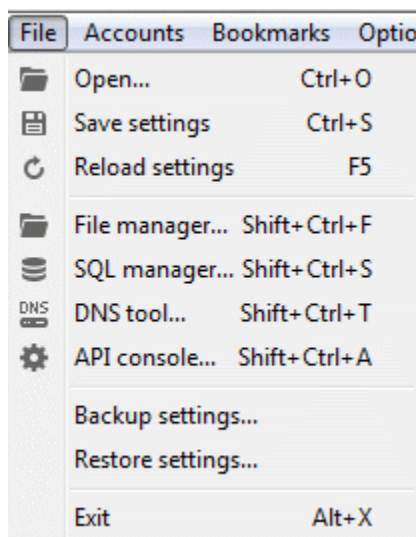 File Accounts Bookmarks Optio
Open... Ctrl+O
Save settings Ctrl+S
Reload settings F5
File manager... Shift+Ctrl+F
SQL manager... Shift+Ctrl+S
DNS DNS tool... Shift+Ctrl+T
API console... Shift+Ctrl+A
Backup settings...
Restore settings...
Exit Alt+X